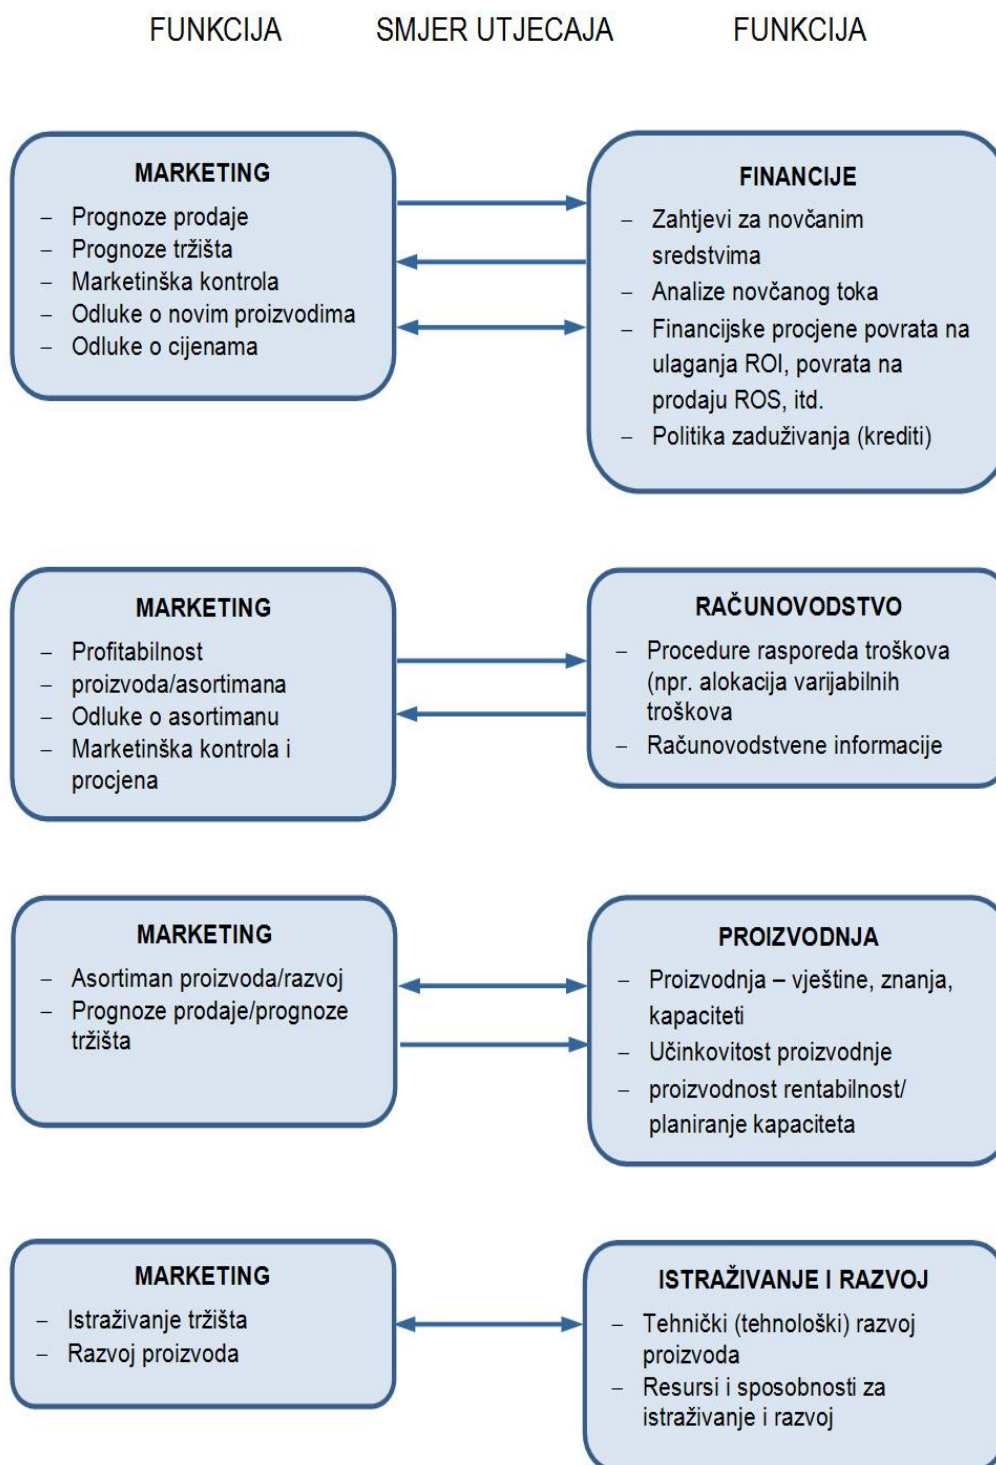 FUNKCIJA SMJER UTJECAJA FUNKCIJA
MARKETING
– Prognoze prodaje
– Prognoze tržišta
– Marketinška kontrola
– Odluke o novim proizvodima
– Odluke o cijenama
FINANCIJE
– Zahtjevi za novčanim
sredstvima
– Analize novčanog toka
– Financijske procjene povrata na
ulaganja ROI, povrata na
prodaju ROS, itd.
– Politika zaduživanja (krediti)
MARKETING
– Profitabilnost
– proizvoda/asortimana
– Odluke o asortimanu
– Marketinška kontrola i
procjena
RAČUNOVODSTVO
– Procedure rasporeda troškova
(npr. alokacija varijabilnih
troškova
– Računovodstvene informacije
MARKETING
– Asortiman proizvoda/razvoj
– Prognoze prodaje/prognoze
tržišta
PROIZVODNJA
– Proizvodnja – vještine, znanja,
kapaciteti
– Učinkovitost proizvodnje
– proizvodnost rentabilnost/
planiranje kapaciteta
MARKETING
– Istraživanje tržišta
– Razvoj proizvoda
ISTRAŽIVANJE I RAZVOJ
– Tehnički (tehnološki) razvoj
proizvoda
– Resursi i sposobnosti za
istraživanje i razvoj